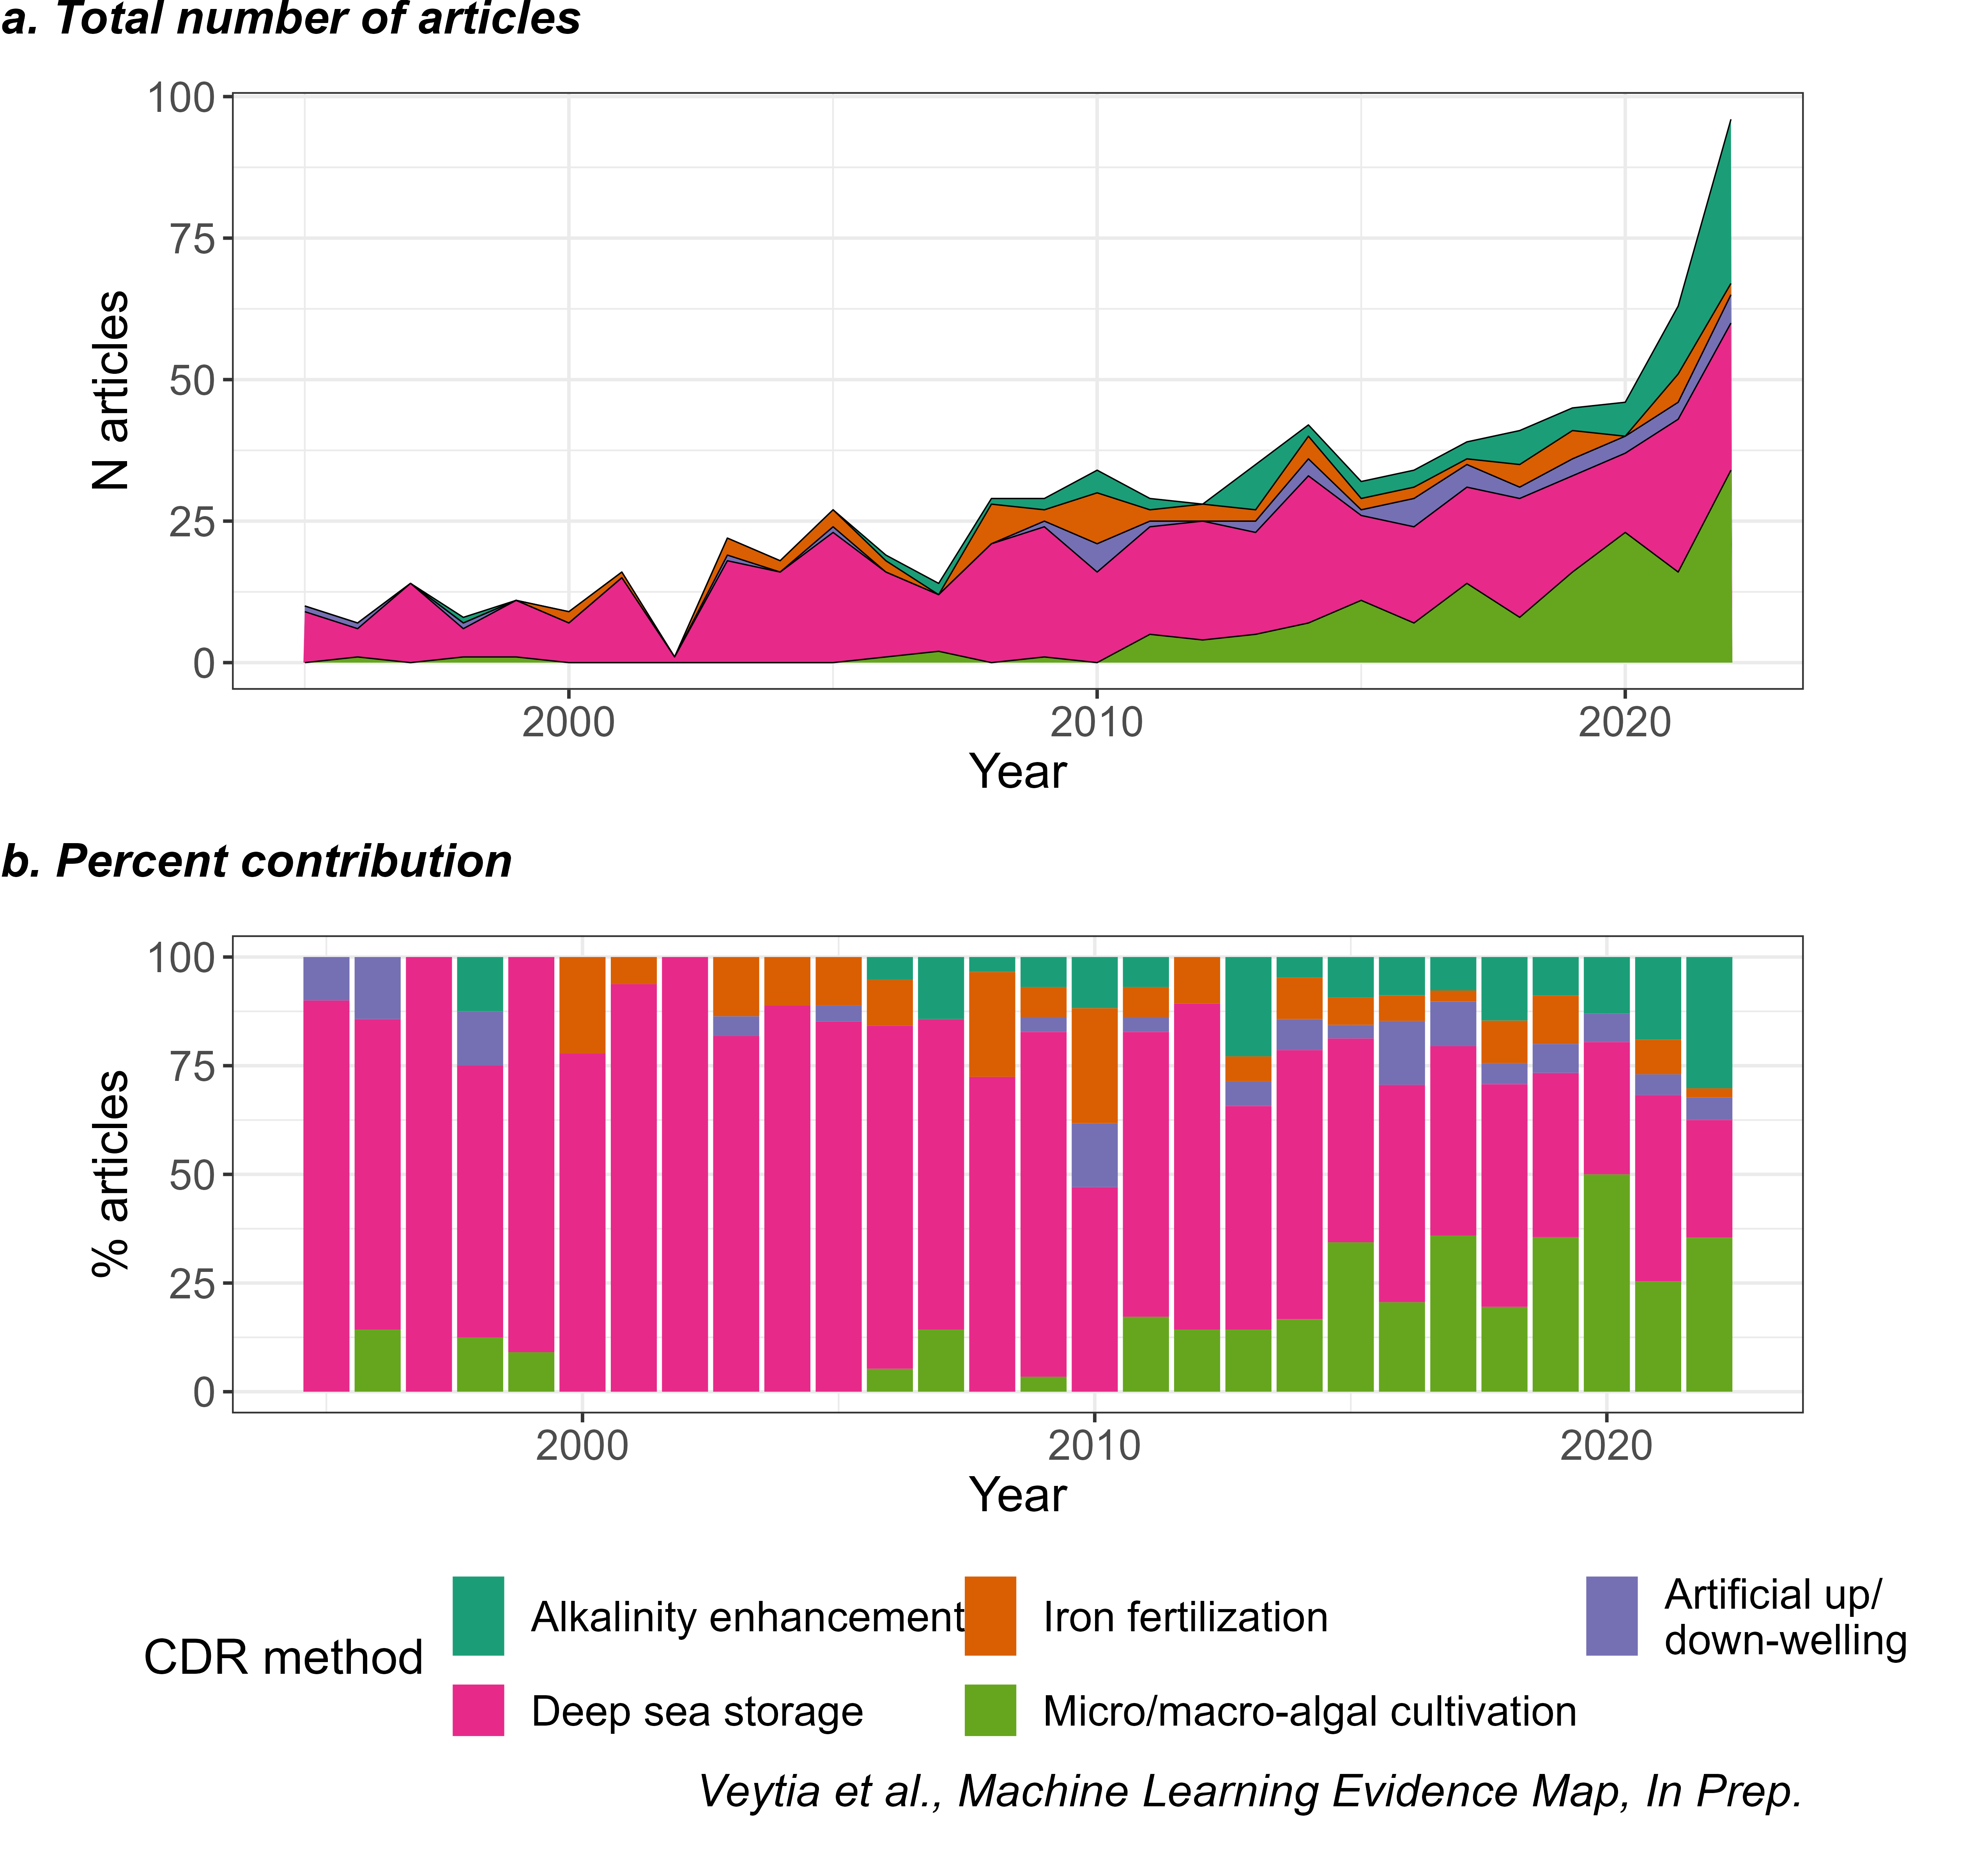 a. Total number of articles
100
75
50
25
0
N articles
2000 2010 2020
Year
b. Percent contribution
100
75
50
25
0
% articles
2000 2010 2020
Year
CDR method
Alkalinity enhancement
Iron fertilization
Artificial up/
down-welling
Deep sea storage
Micro/macro-algal cultivation
Veytia et al., Machine Learning Evidence Map, In Prep.